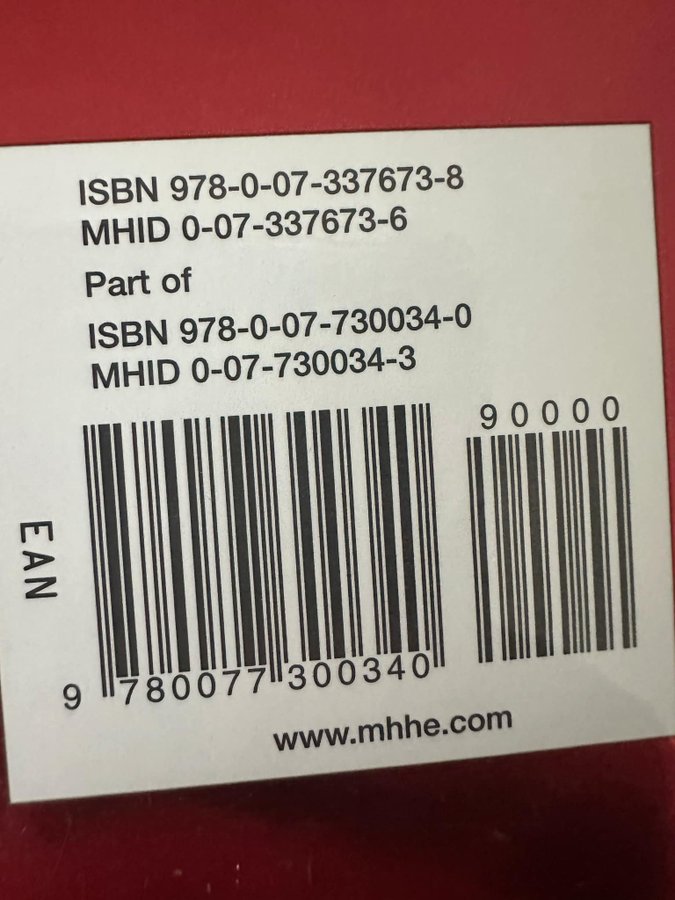 ISBN 978-0-07-337673-8
MHID 0-07-337673-6
Part of
ISBN 978-0-07-730034-0
MHID 0-07-730034-3
90000
EAN
9 780077 300340
www.mhhe.com